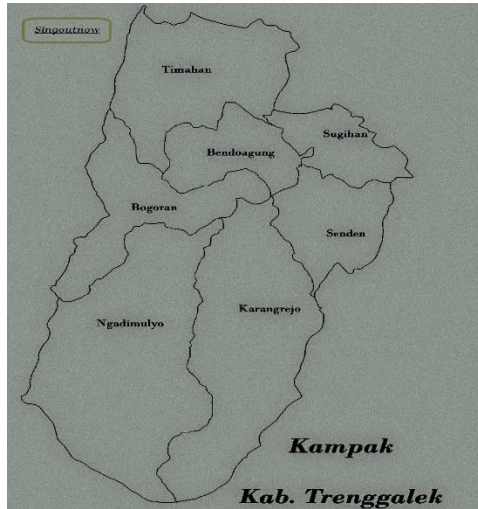 Singoutnow
Timahan
Sugihan
Bendoagung
Bogoran
Senden
Karangrejo
Ngadimulyo
Kampak
Kab. Trenggalek